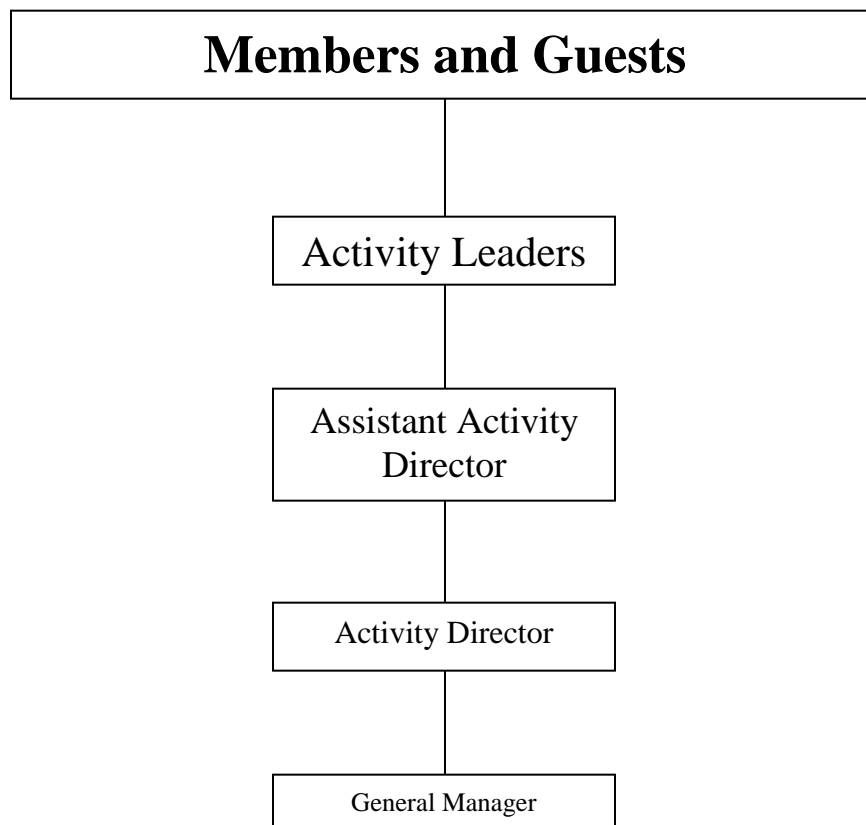 Members and Guests
Activity Leaders
Assistant Activity
Director
Activity Director
General Manager